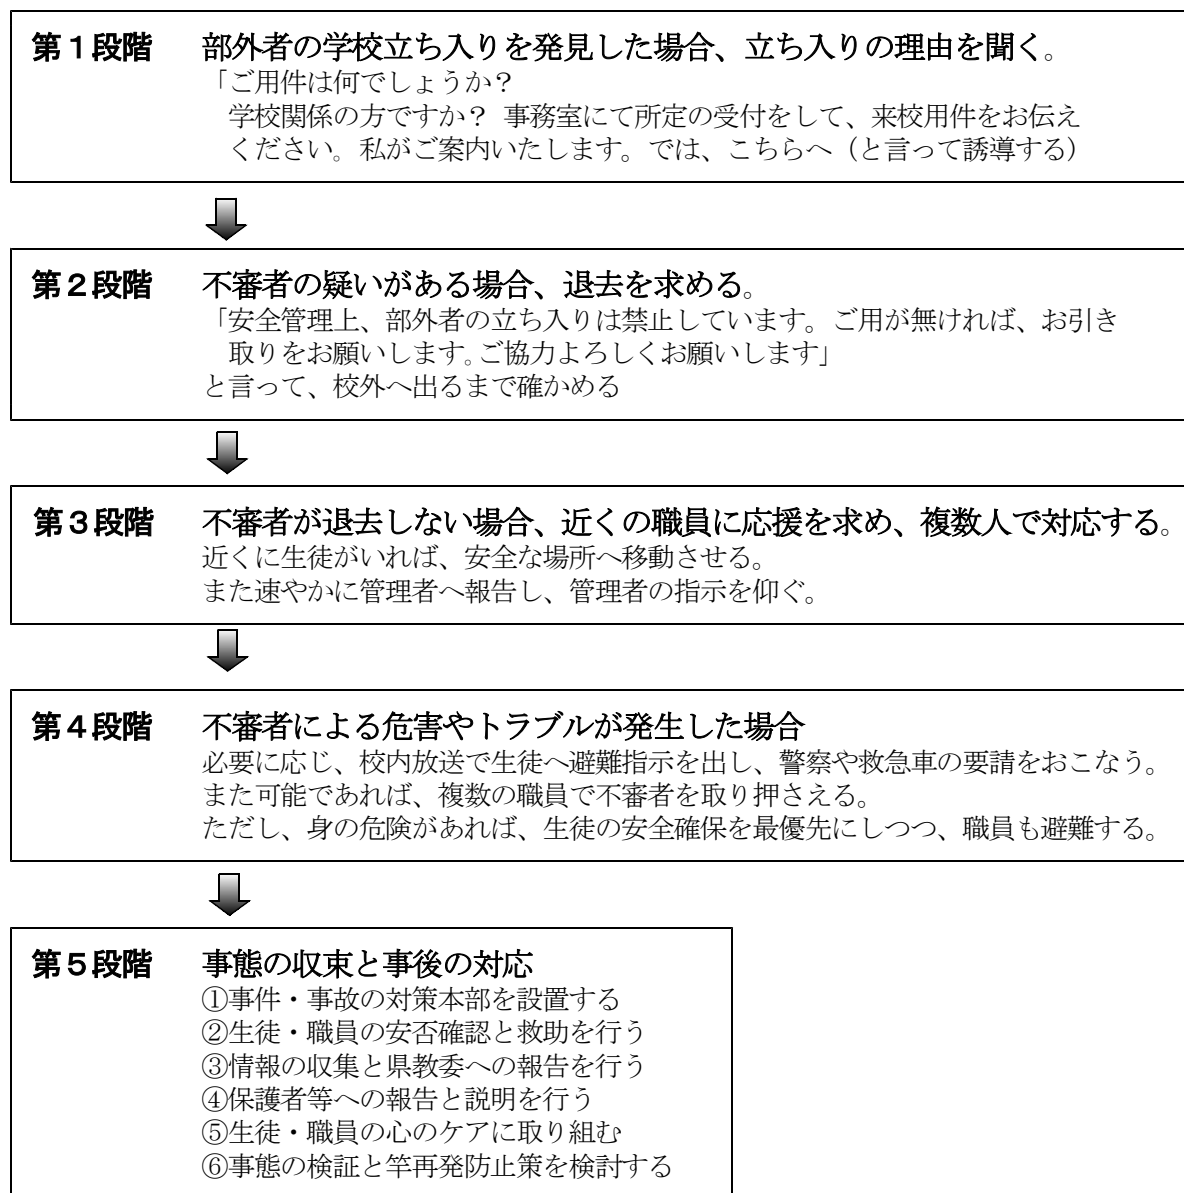 第１段階　部外者の学校立ち入りを発見した場合、立ち入りの理由を聞く。
「ご用件は何でしょうか？
学校関係の方ですか？ 事務室にて所定の受付をして、来校用件をお伝え
ください。私がご案内いたします。では、こちらへ（と言って誘導する）
第２段階　不審者の疑いがある場合、退去を求める。
「安全管理上、部外者の立ち入りは禁止しています。ご用が無ければ、お引き
取りをお願いします。ご協力よろしくお願いします」
と言って、校外へ出るまで確かめる
第３段階　不審者が退去しない場合、近くの職員に応援を求め、複数人で対応する。
近くに生徒がいれば、安全な場所へ移動させる。
また速やかに管理者へ報告し、管理者の指示を仰ぐ。
第４段階　不審者による危害やトラブルが発生した場合
必要に応じ、校内放送で生徒へ避難指示を出し、警察や救急車の要請をおこなう。
また可能であれば、複数の職員で不審者を取り押さえる。
ただし、身の危険があれば、生徒の安全確保を最優先にしつつ、職員も避難する。
第５段階　事態の収束と事後の対応
①事件・事故の対策本部を設置する
②生徒・職員の安否確認と救助を行う
③情報の収集と県教委への報告を行う
④保護者等への報告と説明を行う
⑤生徒・職員の心のケアに取り組む
⑥事態の検証と竿再発防止策を検討する